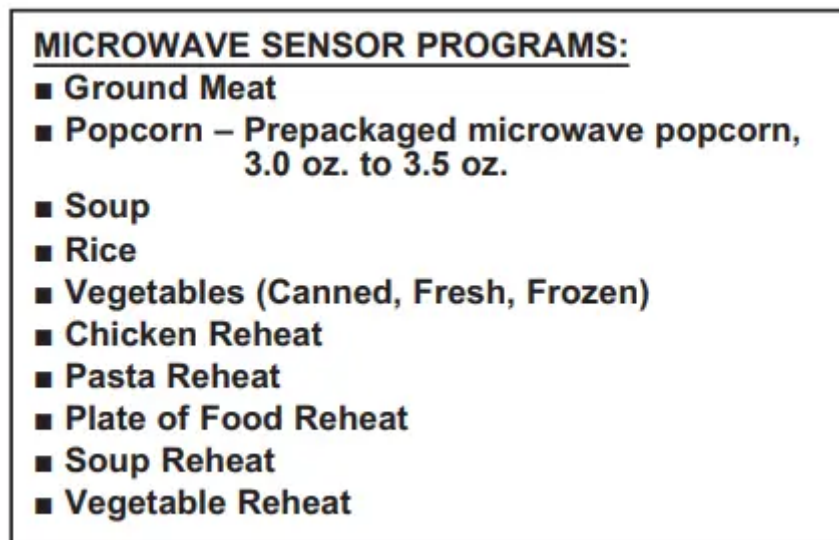 MICROWAVE SENSOR PROGRAMS:
■ Ground Meat
■ Popcorn – Prepackaged microwave popcorn,
3.0 oz. to 3.5 oz.
■ Soup
■ Rice
■ Vegetables (Canned, Fresh, Frozen)
■ Chicken Reheat
■ Pasta Reheat
■ Plate of Food Reheat
■ Soup Reheat
■ Vegetable Reheat